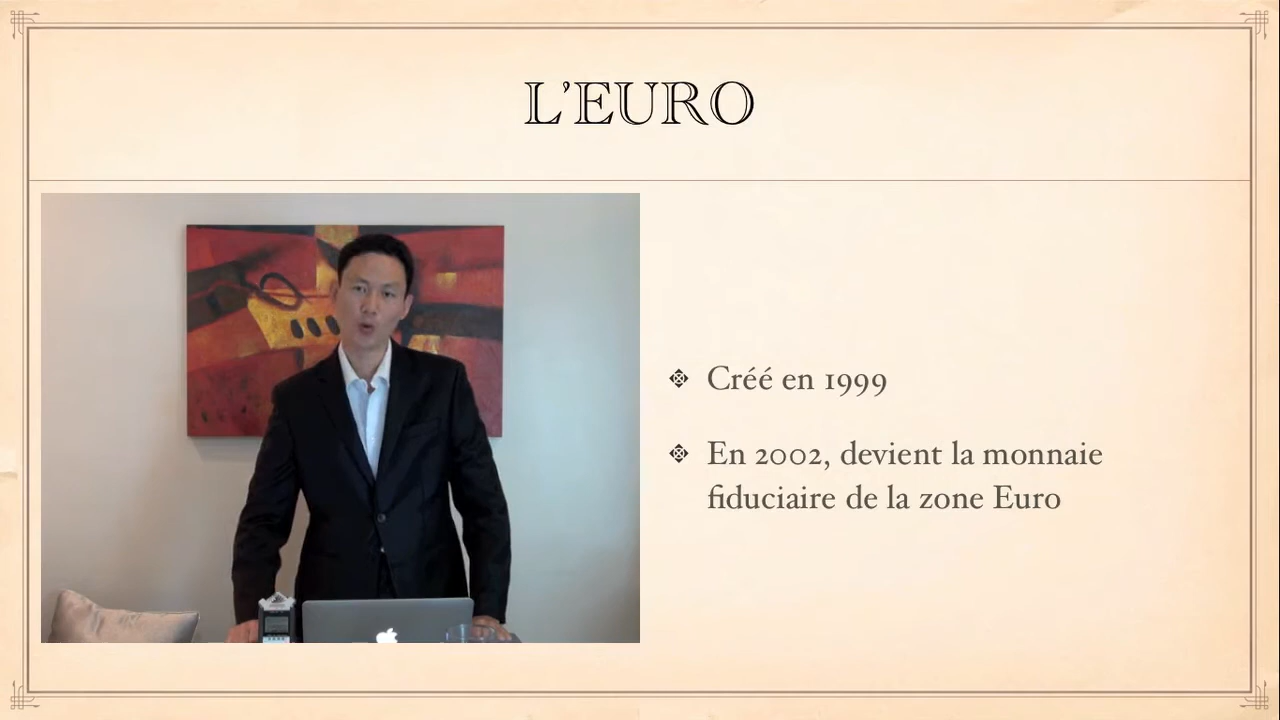 L'EURO
Créé en 1999
En 2002, devient la monnaie
fiduciaire de la zone Euro